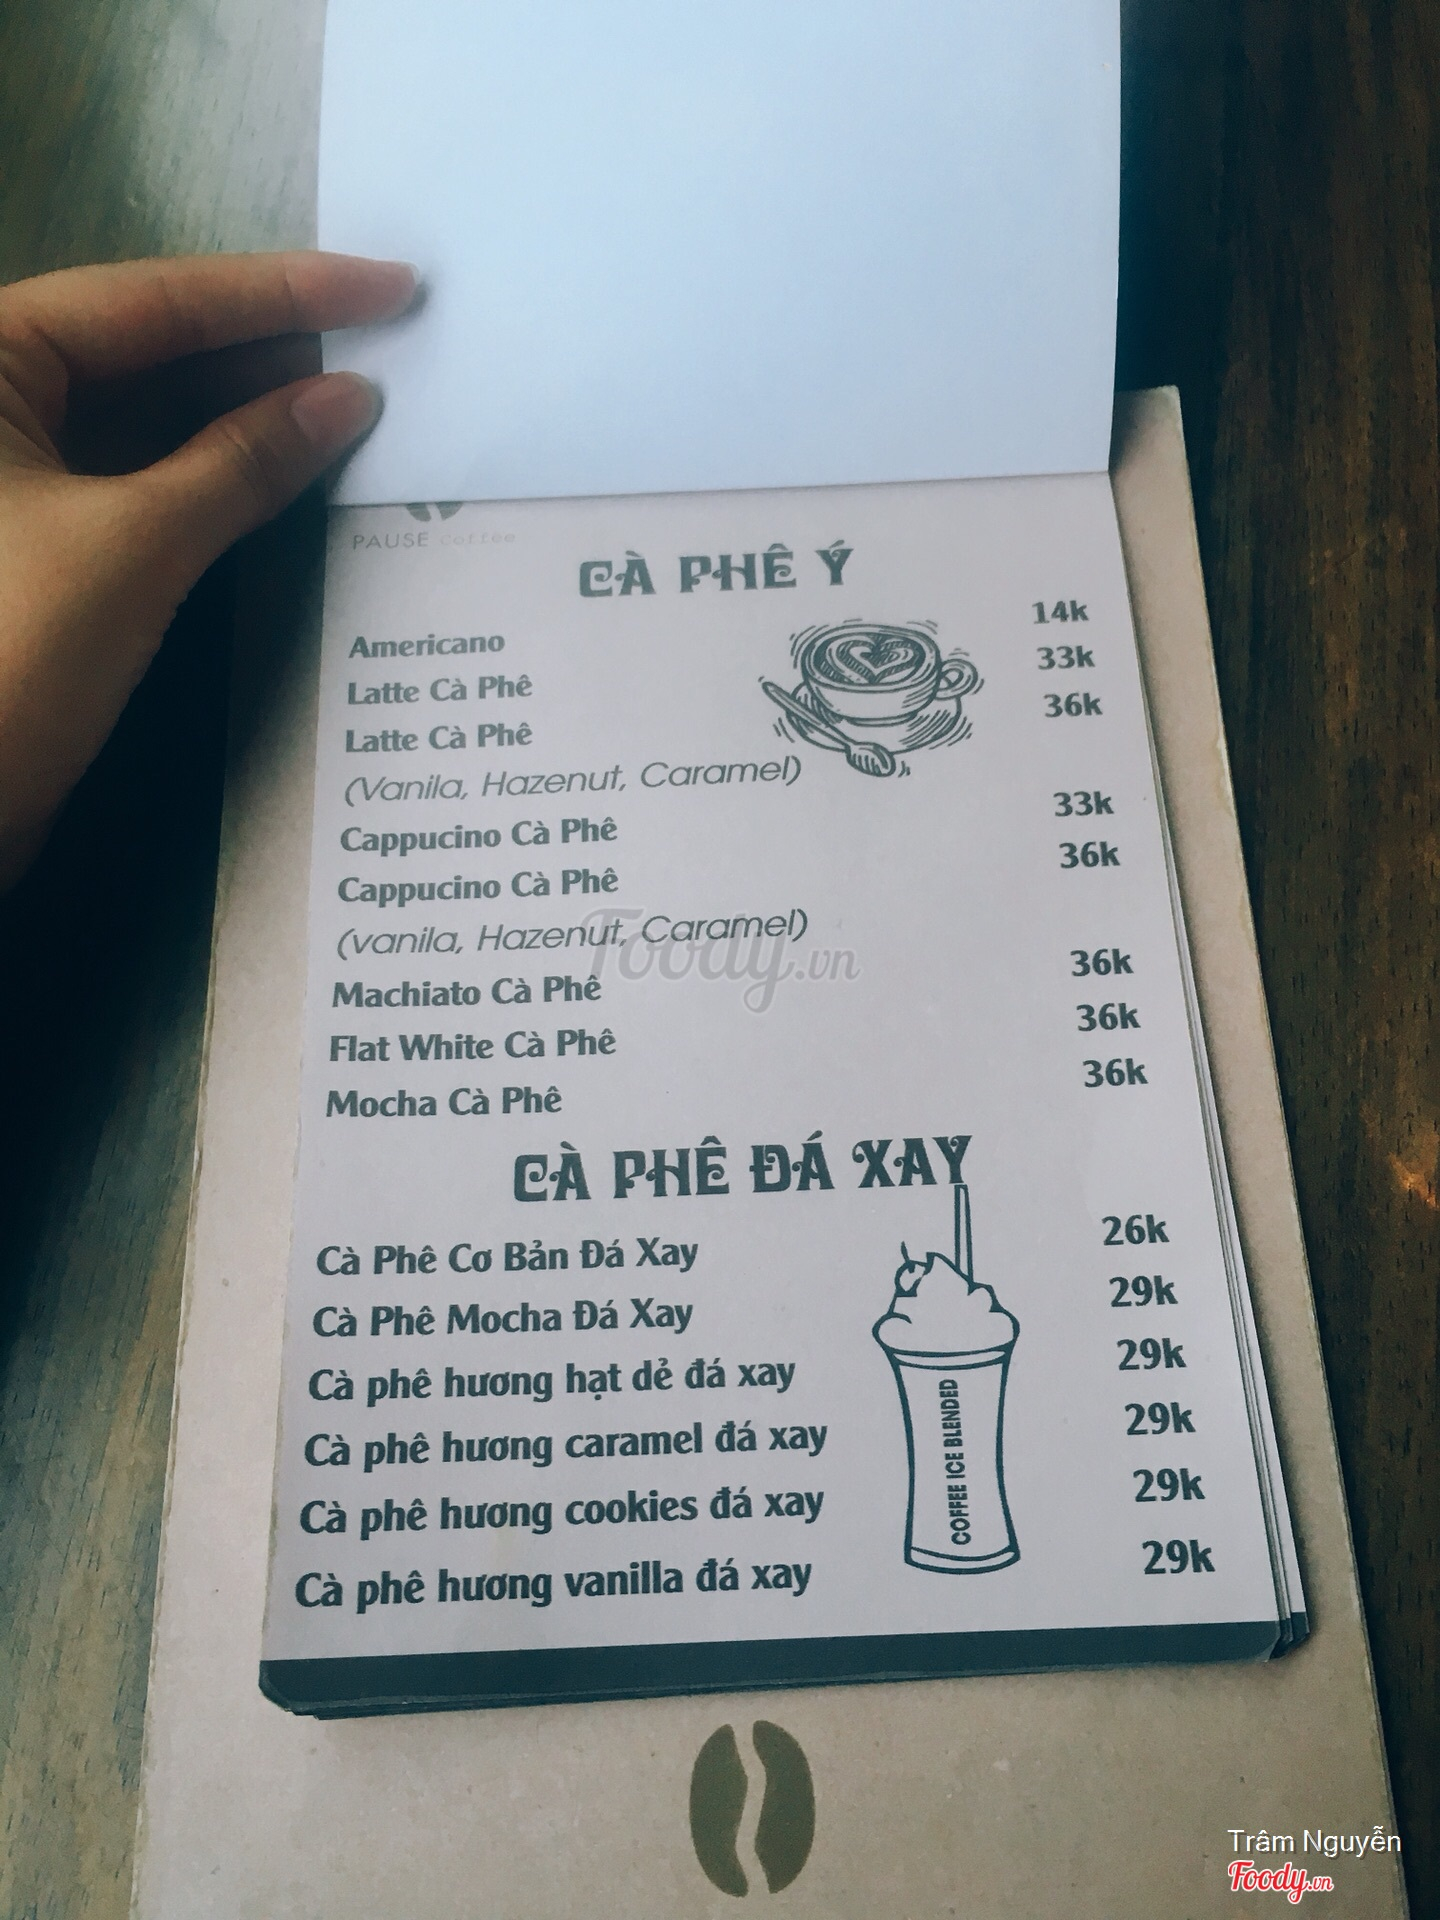 PAUSE Coffee
CÀ PHÊ Ý
Americano 14k
Latte Cà Phê 33k
Latte Cà Phê 36k
(Vanila, Hazenut, Caramel)
Cappucino Cà Phê 33k
Cappucino Cà Phê 36k
(vanila, Hazenut, Caramel)
Machiato Cà Phê 36k
Flat White Cà Phê 36k
Mocha Cà Phê 36k
CÀ PHÊ ĐÁ XAY
Cà Phê Cơ Bản Đá Xay 26k
Cà Phê Mocha Đá Xay 29k
Cà phê hương hạt dẻ đá xay 29k
Cà phê hương caramel đá xay 29k
Cà phê hương cookies đá xay 29k
Cà phê hương vanilla đá xay 29k
COFFEE ICE BLENDED
Foody.vn
Trâm Nguyễn
Foody.vn